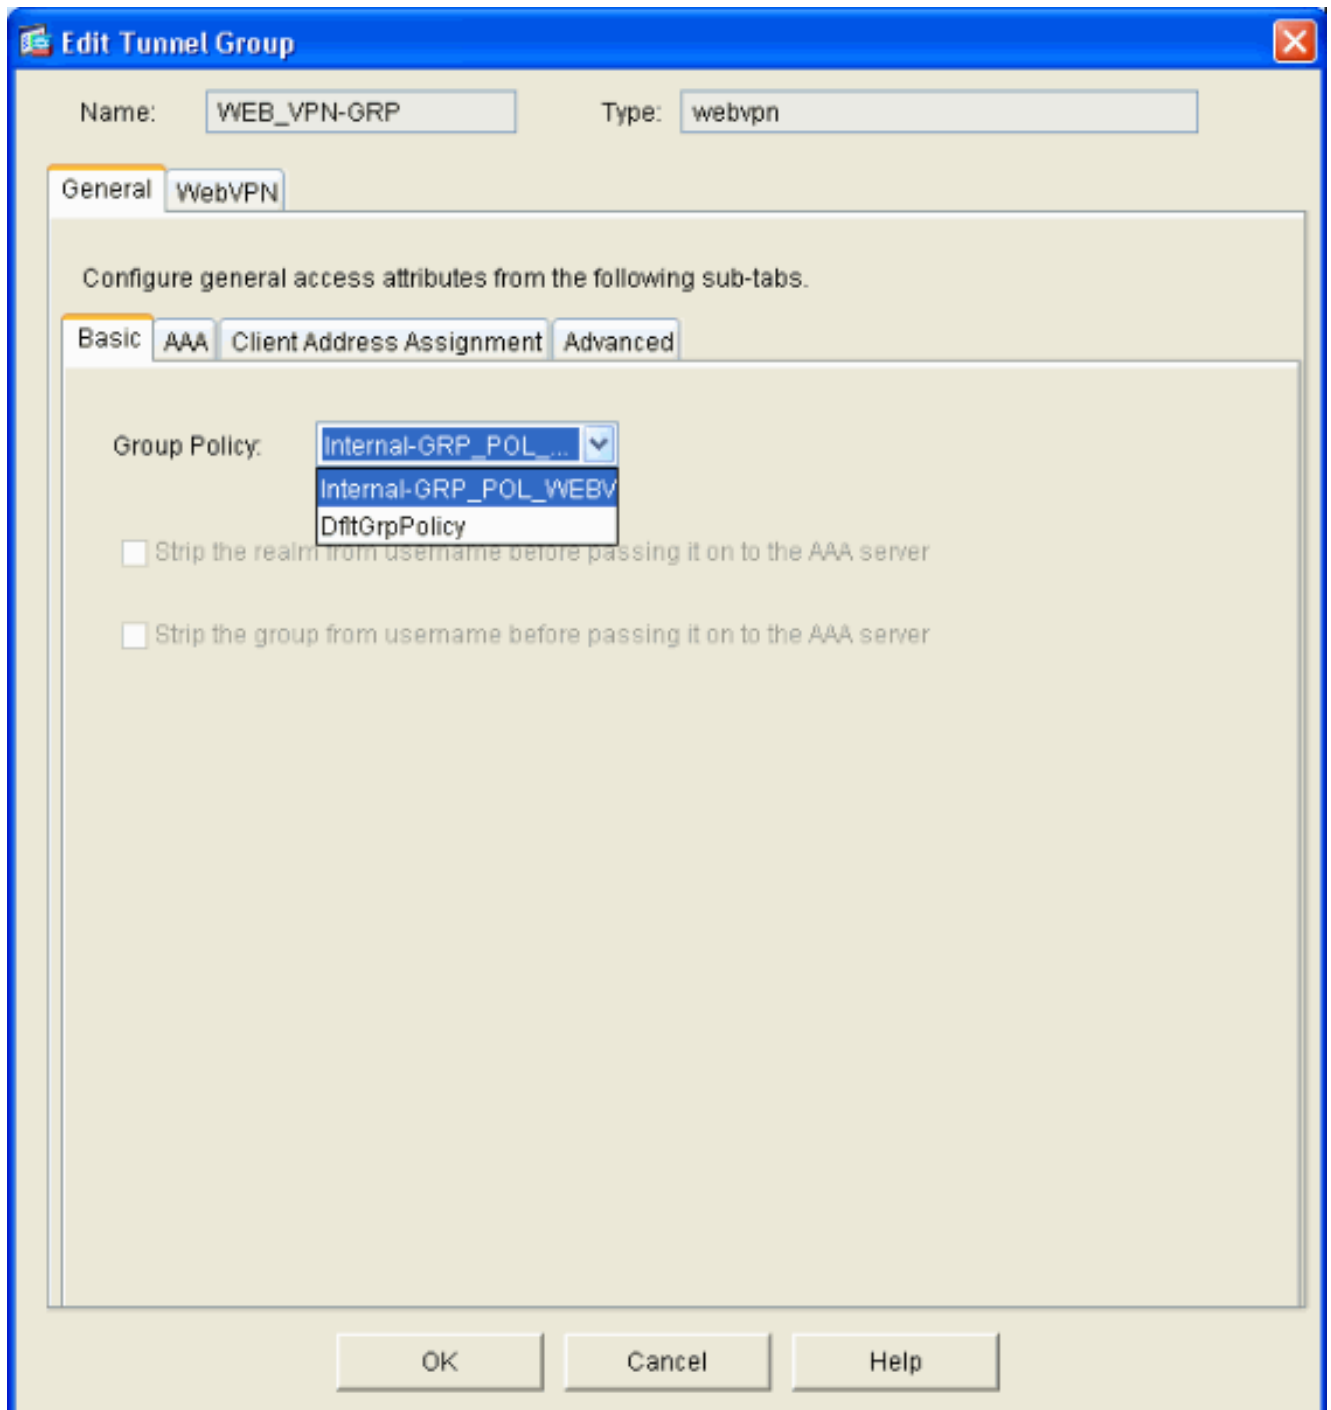 Edit Tunnel Group
Name: WEB_VPN-GRP Type: webvpn
General WebVPN
Configure general access attributes from the following sub-tabs.
Basic AAA Client Address Assignment Advanced
Group Policy: Internal-GRP_POL_...
Internal-GRP_POL_WEBV
DfltGrpPolicy
Strip the realm from username before passing it on to the AAA server
Strip the group from username before passing it on to the AAA server
OK Cancel Help